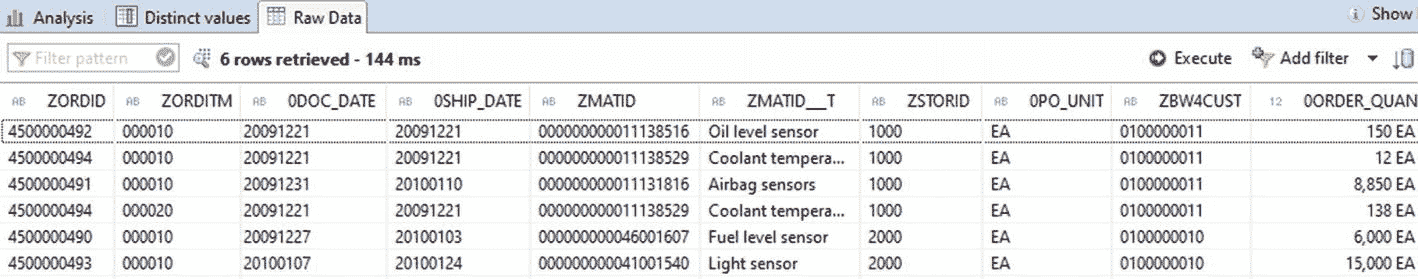 Analysis Distinct values Raw Data Show
Filter pattern 6 rows retrieved - 144 ms Execute Add filter
AB ZORDID AB ZORDITM AB 0DOC_DATE AB 0SHIP_DATE AB ZMATID AB ZMATID__T AB ZSTORID AB 0PO_UNIT AB ZBW4CUST 12 0ORDER_QUAN
4500000492 000010 20091221 20091221 000000000011138516 Oil level sensor 1000 EA 0100000011 150 EA
4500000494 000010 20091221 20091221 000000000011138529 Coolant tempera... 1000 EA 0100000011 12 EA
4500000491 000010 20091231 20100110 000000000011131816 Airbag sensors 1000 EA 0100000011 8,850 EA
4500000494 000020 20091221 20091221 000000000011138529 Coolant tempera... 1000 EA 0100000011 138 EA
4500000490 000010 20091227 20100103 000000000046001607 Fuel level sensor 2000 EA 0100000010 6,000 EA
4500000493 000010 20100107 20100124 000000000041001540 Light sensor 2000 EA 0100000010 15,000 EA